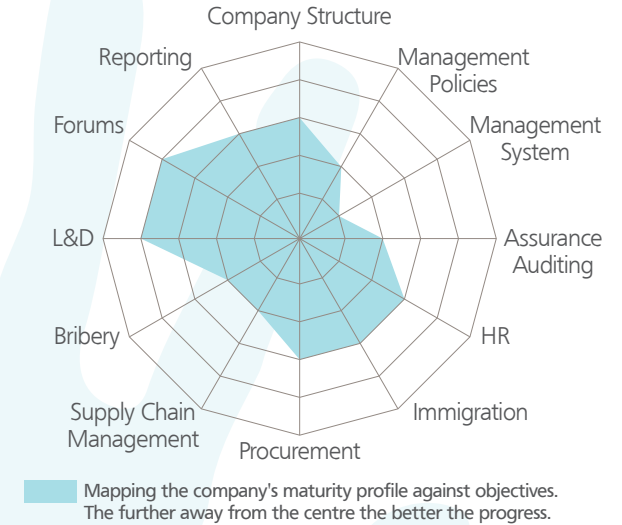 Company Structure
Reporting
Management
Policies
Forums
Management
System
L&D
Assurance
Auditing
Bribery
HR
Supply Chain
Management
Immigration
Procurement
Mapping the company's maturity profile against objectives.
The further away from the centre the better the progress.